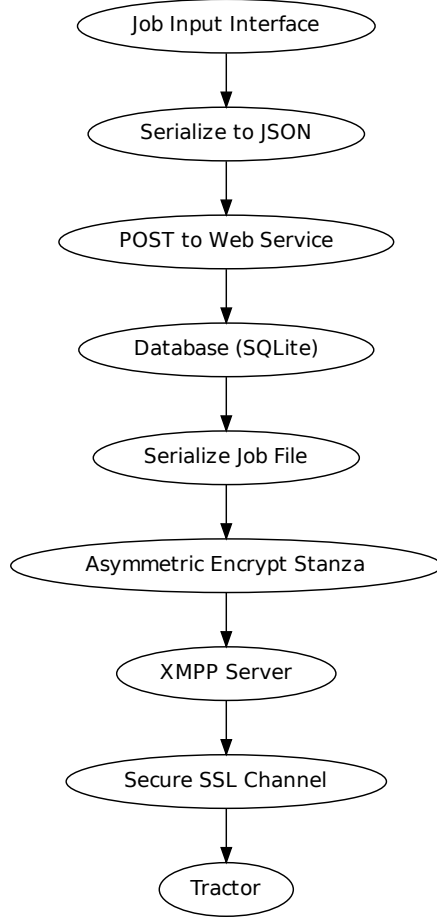 Job Input Interface
Serialize to JSON
POST to Web Service
Database (SQLite)
Serialize Job File
Asymmetric Encrypt Stanza
XMPP Server
Secure SSL Channel
Tractor